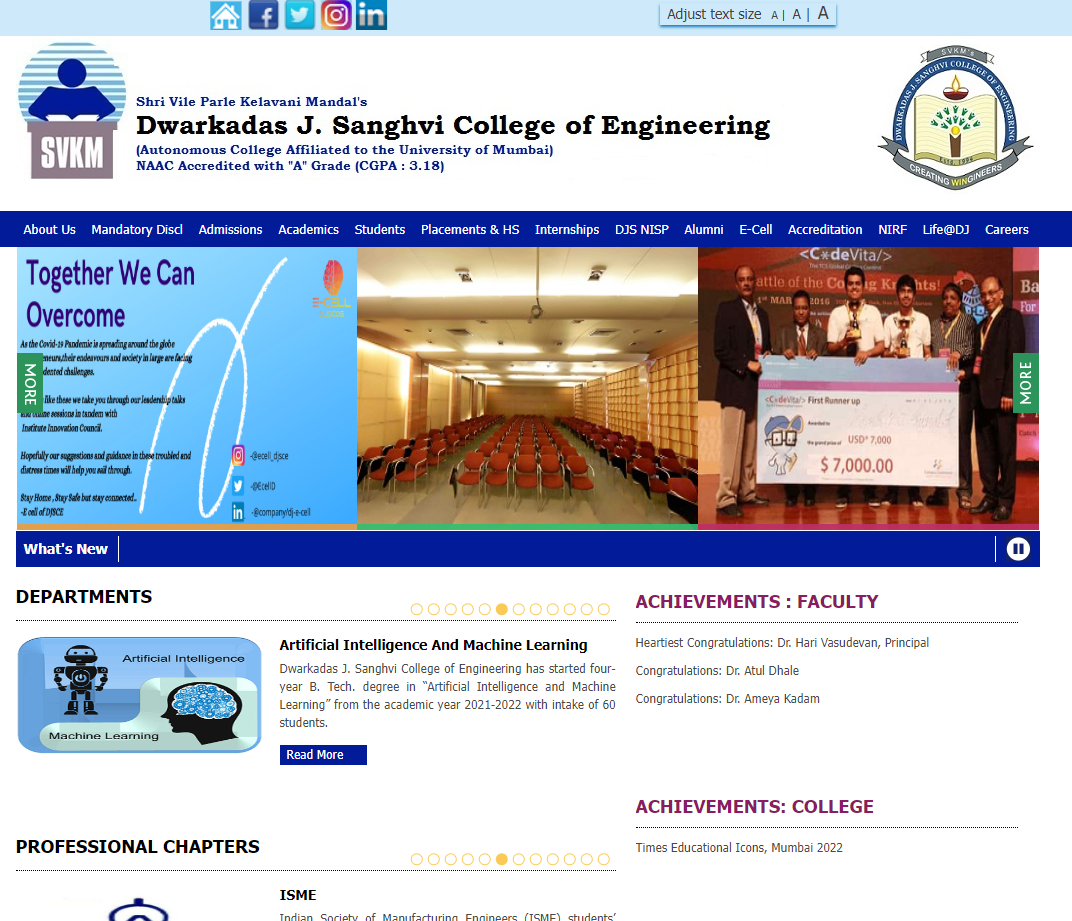 Adjust text size A | A | A
SVKM
Shri Vile Parle Kelavani Mandal's
Dwarkadas J. Sanghvi College of Engineering
(Autonomous College Affiliated to the University of Mumbai)
NAAC Accredited with "A" Grade (CGPA : 3.18)
SVKM's
DWARKADAS J. SANGHVI COLLEGE OF ENGINEERING
Estd. 1994
CREATING WINGINEERS
About Us Mandatory Discl Admissions Academics Students Placements & HS Internships DJS NISP Alumni E-Cell Accreditation NIRF Life@DJ Careers
Together We Can
Overcome
E-CELL
As the Covid-19 Pandemic is spreading around the globe
neurs,their endeavours and society in large are facing
dented challenges.
MORE
like these we take you through our leadership talks
and online sessions in tandem with
Institute Innovation Council.
Hopefully our suggestions and guidance in these troubled and
distress times will help you sail through.
Stay Home , Stay Safe but stay connected..
-E cell of DJSCE
-@ecell_djsce
-@EcellD
-@company/dj-e-cell
<C*deVita/>
Battle of the Coding Knights!
1st MAR 2016
Ba
For
MORE
<C*deVita/> First Runner up
Awarded to
the grand prize of USD* 7,000
$ 7,000.00
What's New
DEPARTMENTS
Artificial Intelligence
Machine Learning
Artificial Intelligence And Machine Learning
Dwarkadas J. Sanghvi College of Engineering has started four-
year B. Tech. degree in “Artificial Intelligence and Machine
Learning” from the academic year 2021-2022 with intake of 60
students.
Read More
ACHIEVEMENTS : FACULTY
Heartiest Congratulations: Dr. Hari Vasudevan, Principal
Congratulations: Dr. Atul Dhale
Congratulations: Dr. Ameya Kadam
ACHIEVEMENTS: COLLEGE
Times Educational Icons, Mumbai 2022
PROFESSIONAL CHAPTERS
ISME
Indian Society of Manufacturing Engineers (ISME) students’